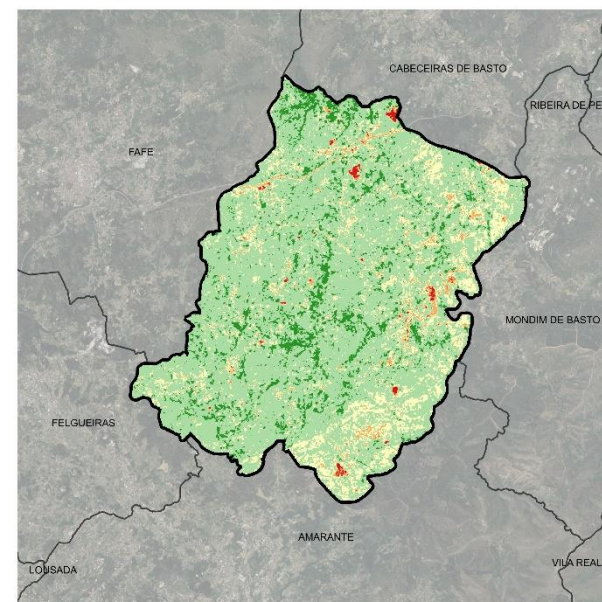 CABECEIRAS DE BASTO
RIBEIRA DE PE
FAFE
MONDIM DE BASTO
FELGUEIRAS
AMARANTE
LOUSADA
VILA REAL